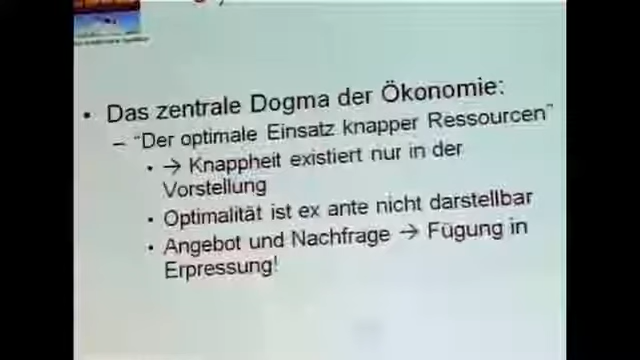 • Das zentrale Dogma der Ökonomie:
– "Der optimale Einsatz knapper Ressourcen"
• → Knappheit existiert nur in der
Vorstellung
• Optimalität ist ex ante nicht darstellbar
• Angebot und Nachfrage → Fügung in
Erpressung!